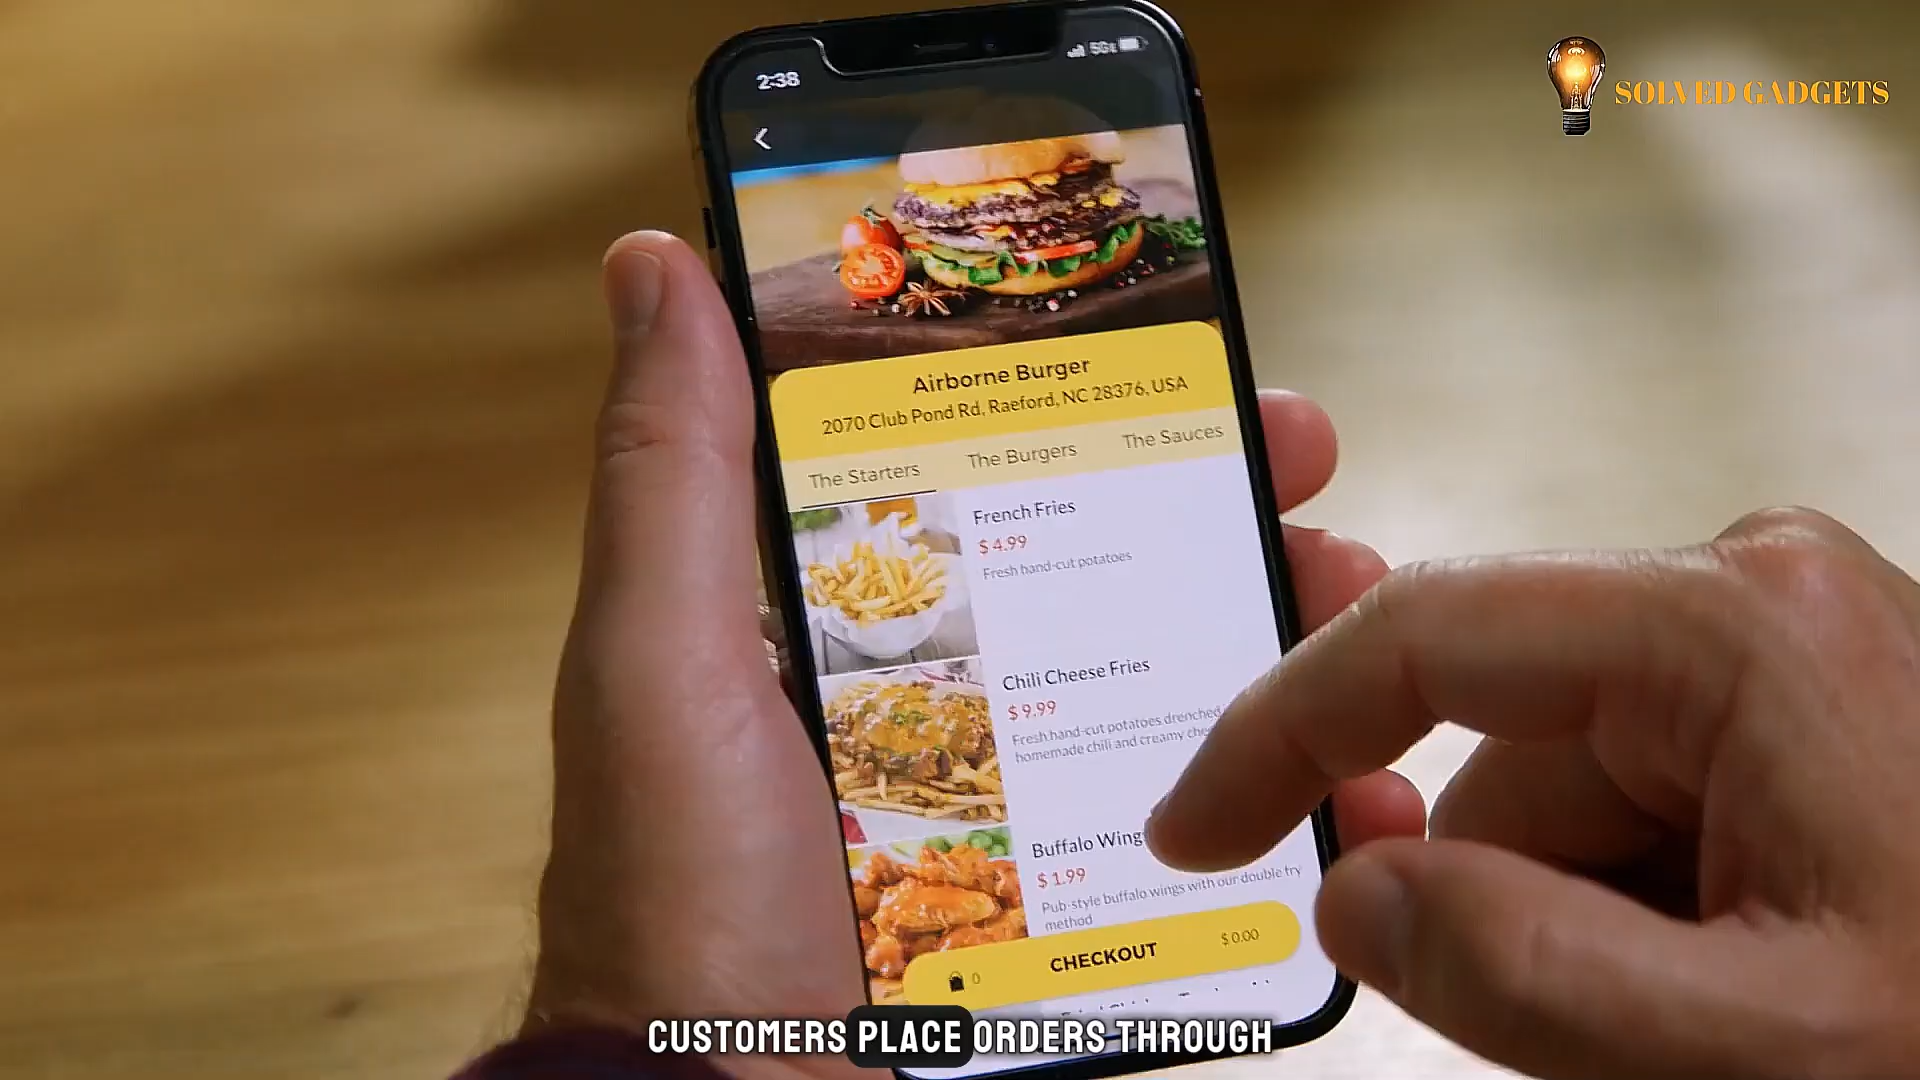 SOLVED GADGETS
2:38
5G
Airborne Burger
2070 Club Pond Rd, Raeford, NC 28376, USA
The Starters
The Burgers
The Sauces
French Fries
$ 4.99
Fresh hand-cut potatoes
Chili Cheese Fries
$ 9.99
Fresh hand-cut potatoes drenched
homemade chili and creamy
Buffalo Wing
$ 1.99
Pub-style buffalo wings with our double fry
method
0
CHECKOUT
$ 0.00
CUSTOMERS PLACE ORDERS THROUGH